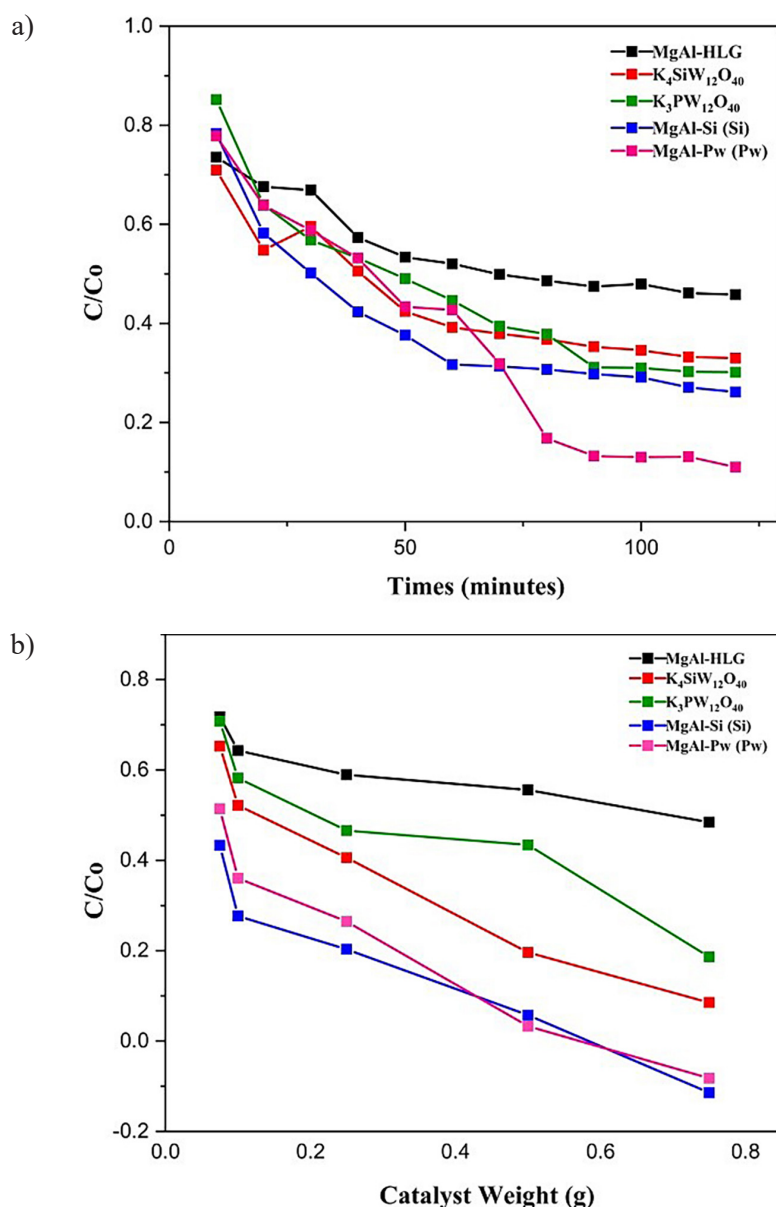 a)
1.0
0.8
0.6
0.4
0.2
0.0
C/Co
MgAl-HLG
K₄SiW₁₂O₄₀
K₃PW₁₂O₄₀
MgAl-Si (Si)
MgAl-Pw (Pw)
0 50 100
Times (minutes)
b)
0.8
0.6
0.4
0.2
0.0
-0.2
C/Co
MgAl-HLG
K₄SiW₁₂O₄₀
K₃PW₁₂O₄₀
MgAl-Si (Si)
MgAl-Pw (Pw)
0.0 0.2 0.4 0.6 0.8
Catalyst Weight (g)